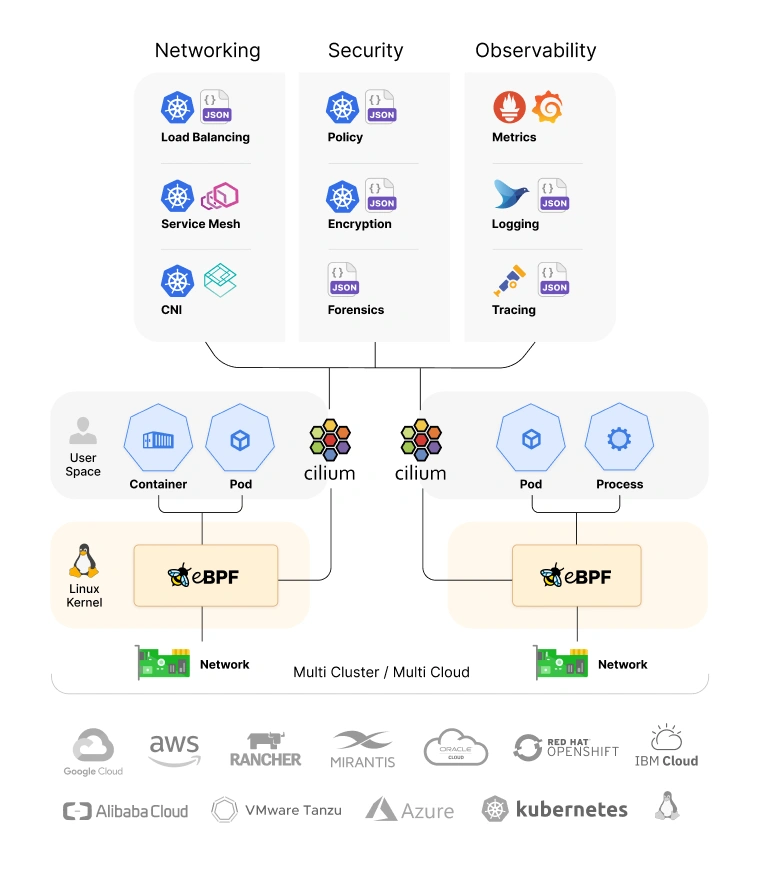 Networking Security Observability
{} JSON {} JSON
Load Balancing Policy Metrics
{} JSON {} JSON
Service Mesh Encryption Logging
{} JSON {} JSON
CNI Forensics Tracing
User
Space
Container Pod cilium cilium Pod Process
Linux
Kernel
eBPF eBPF
Network Multi Cluster / Multi Cloud Network
Google Cloud aws RANCHER MIRANTIS ORACLE CLOUD RED HAT OPENSHIFT IBM Cloud
Alibaba Cloud VMware Tanzu Azure kubernetes